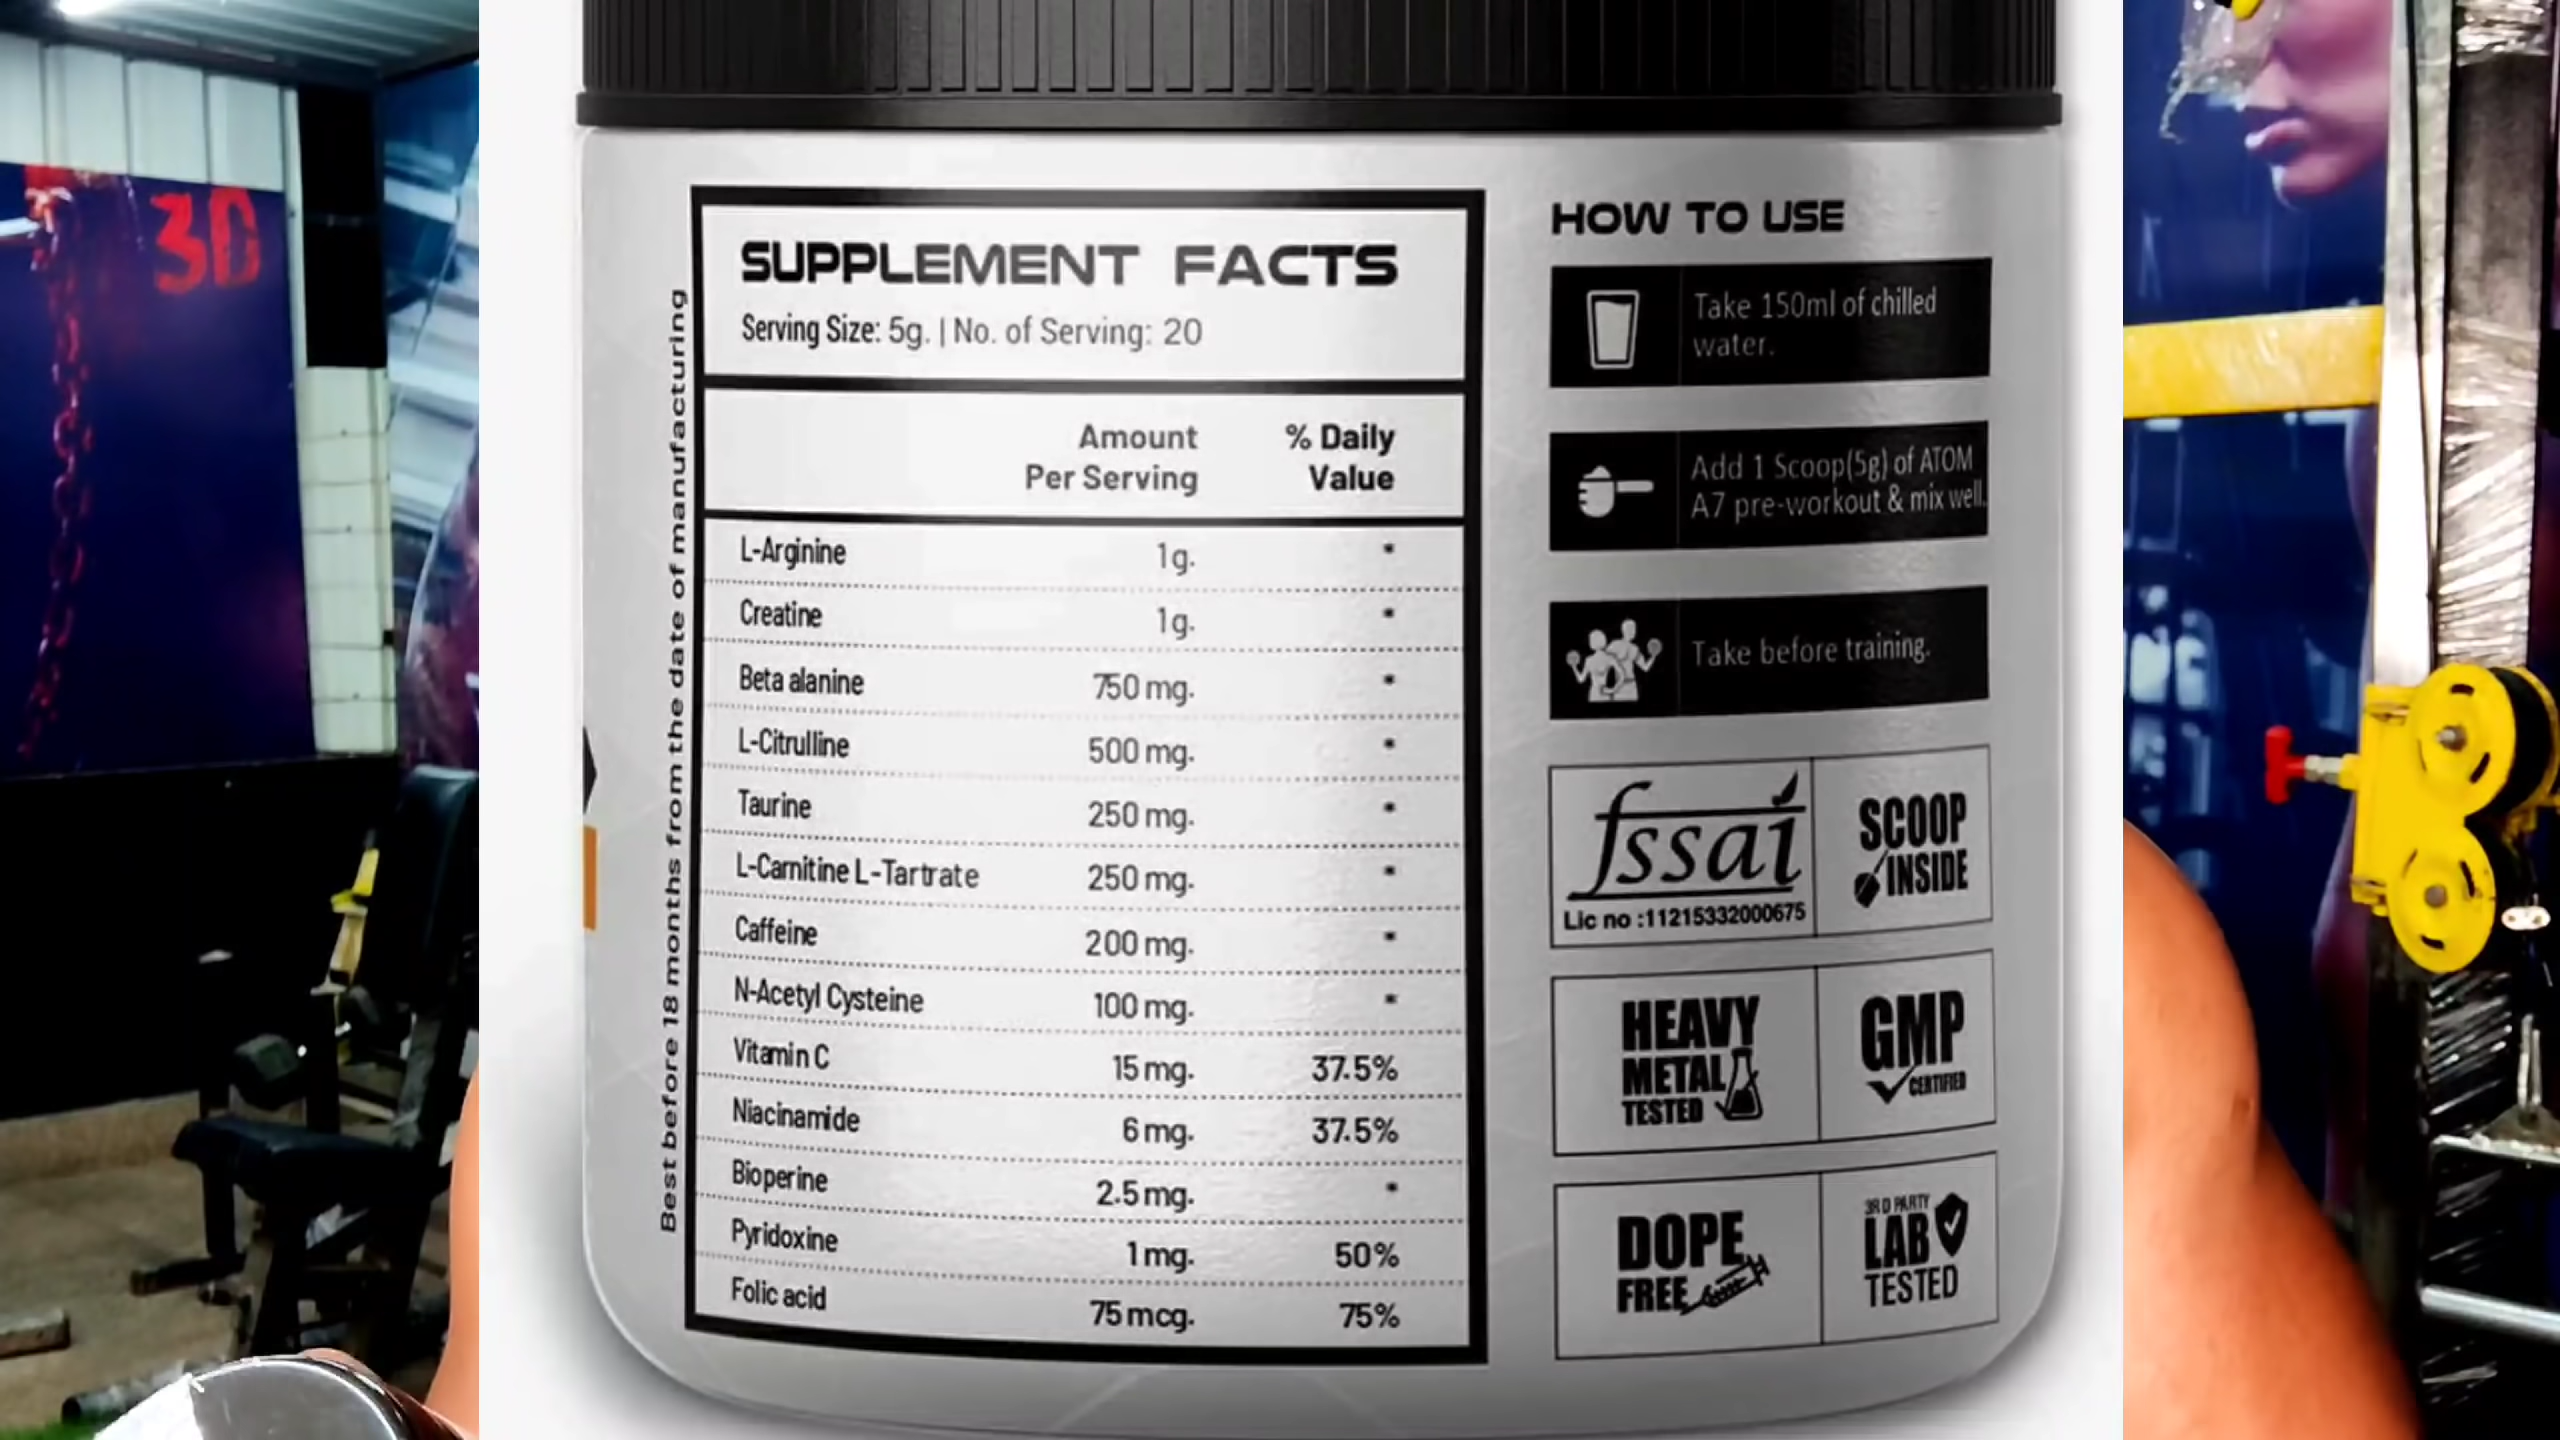 3D
Best before 18 months from the date of manufacturing
SUPPLEMENT FACTS
Serving Size: 5g. | No. of Serving: 20
Amount Per Serving
% Daily Value
L-Arginine 1g. *
Creatine 1g. *
Beta alanine 750 mg. *
L-Citrulline 500 mg. *
Taurine 250 mg. *
L-Carnitine L-Tartrate 250 mg. *
Caffeine 200 mg. *
N-Acetyl Cysteine 100 mg. *
Vitamin C 15 mg. 37.5%
Niacinamide 6 mg. 37.5%
Bioperine 2.5 mg. *
Pyridoxine 1 mg. 50%
Folic acid 75 mcg. 75%
HOW TO USE
Take 150ml of chilled
water.
Add 1 Scoop(5g) of ATOM
A7 pre-workout & mix well.
Take before training.
fssai
Lic no :11215332000675
SCOOP
INSIDE
HEAVY
METAL
TESTED
GMP
CERTIFIED
DOPE
FREE
3RD PARTY
LAB
TESTED